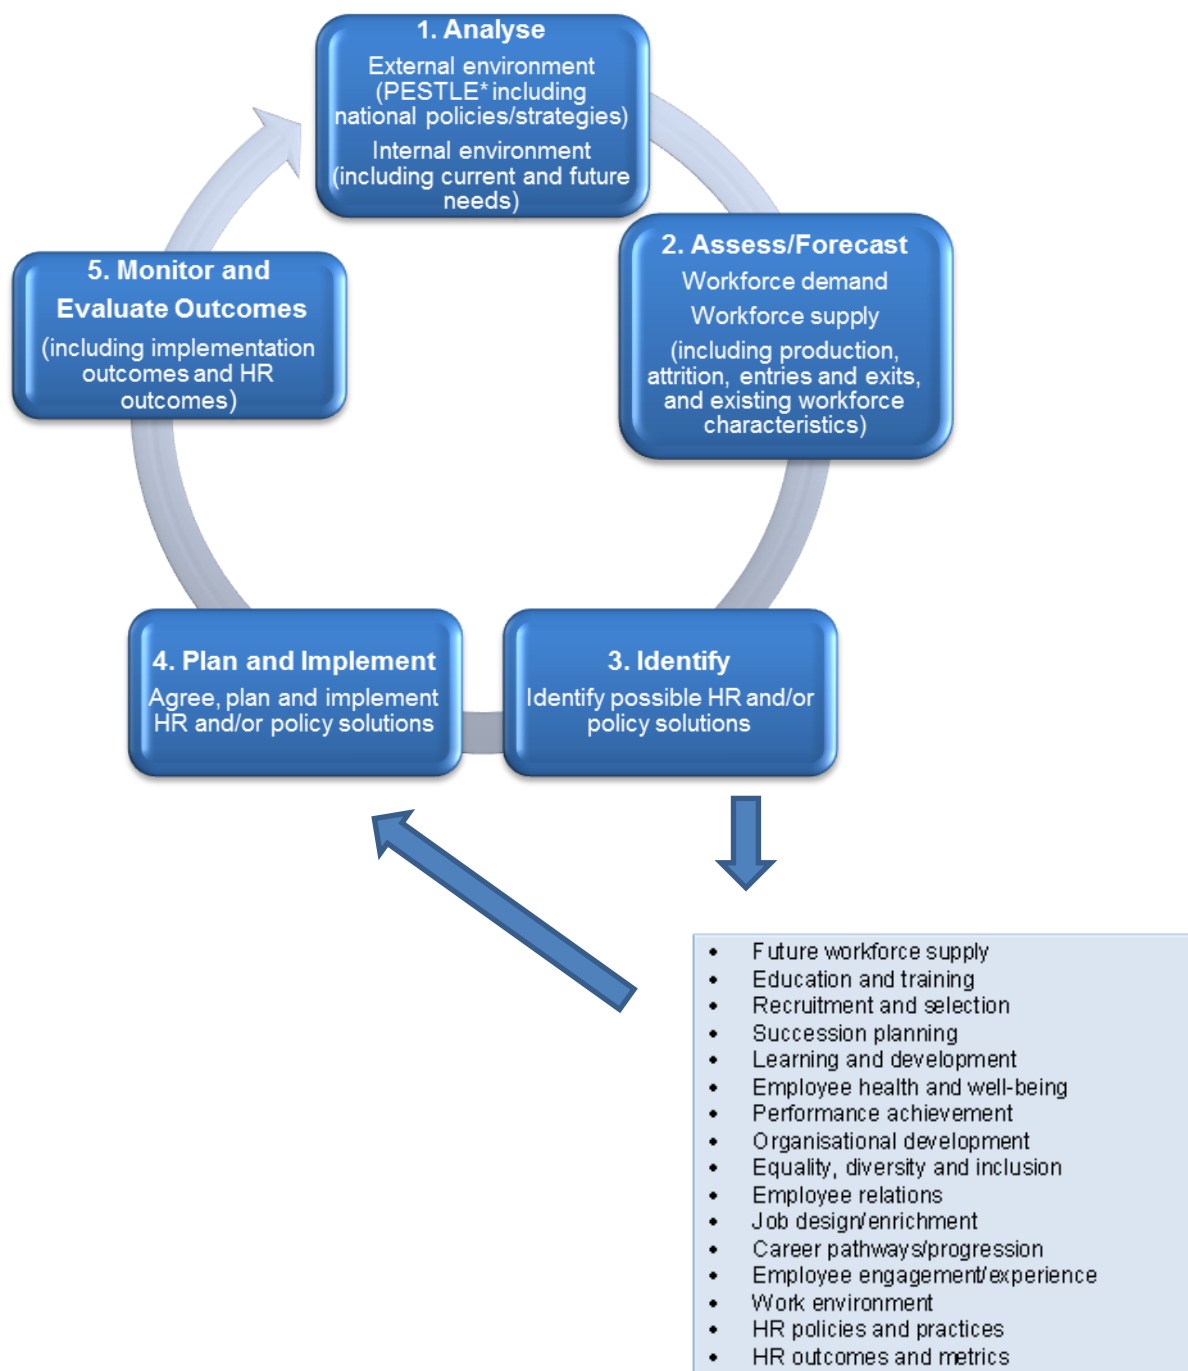 1. Analyse
External environment
(PESTLE* including
national policies/strategies)
Internal environment
(including current and future
needs)
2. Assess/Forecast
Workforce demand
Workforce supply
(including production,
attrition, entries and exits,
and existing workforce
characteristics)
3. Identify
Identify possible HR and/or
policy solutions
4. Plan and Implement
Agree, plan and implement
HR and/or policy solutions
5. Monitor and
Evaluate Outcomes
(including implementation
outcomes and HR
outcomes)
• Future workforce supply
• Education and training
• Recruitment and selection
• Succession planning
• Learning and development
• Employee health and well-being
• Performance achievement
• Organisational development
• Equality, diversity and inclusion
• Employee relations
• Job design/enrichment
• Career pathways/progression
• Employee engagement/experience
• Work environment
• HR policies and practices
• HR outcomes and metrics